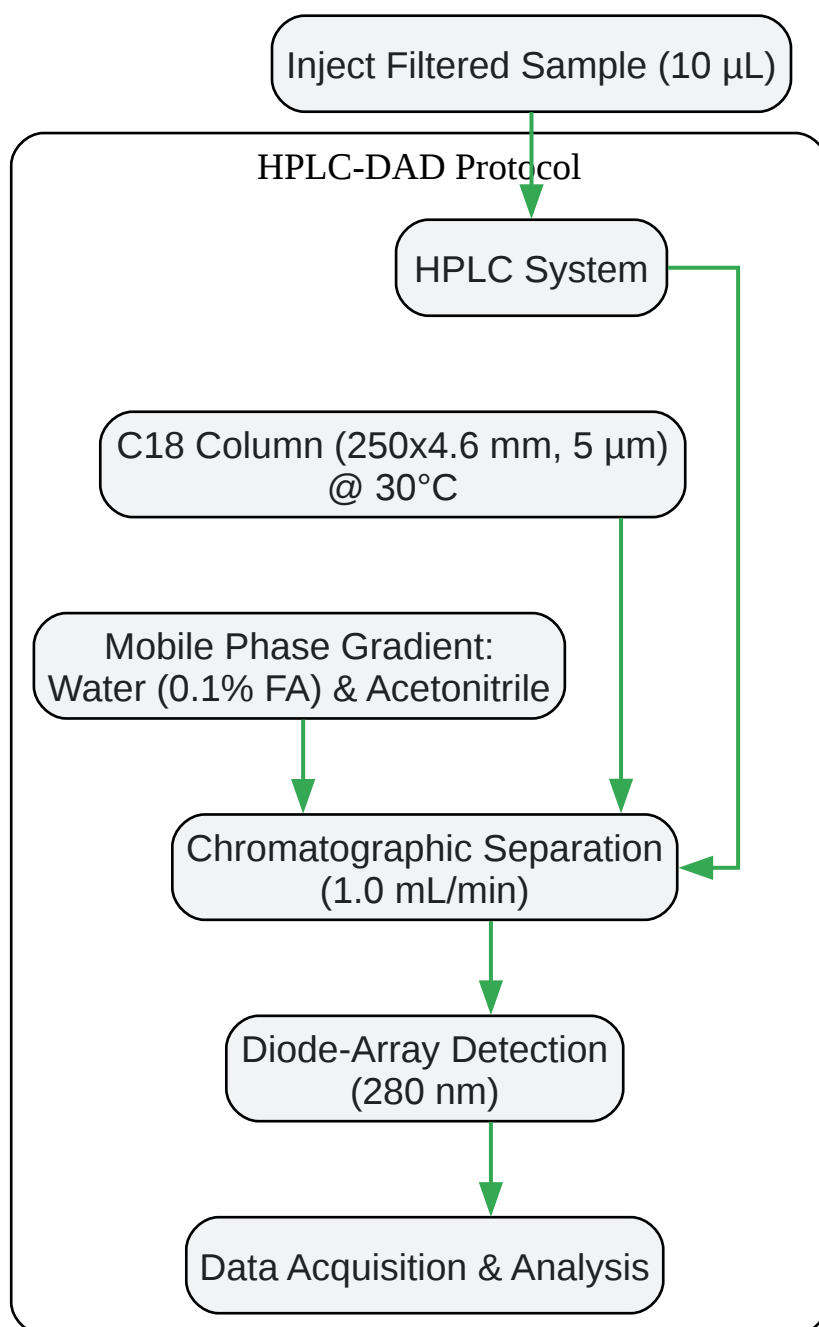 Inject Filtered Sample (10 µL)
HPLC-DAD Protocol
HPLC System
C18 Column (250x4.6 mm, 5 µm)
@ 30°C
Mobile Phase Gradient:
Water (0.1% FA) & Acetonitrile
Chromatographic Separation
(1.0 mL/min)
Diode-Array Detection
(280 nm)
Data Acquisition & Analysis